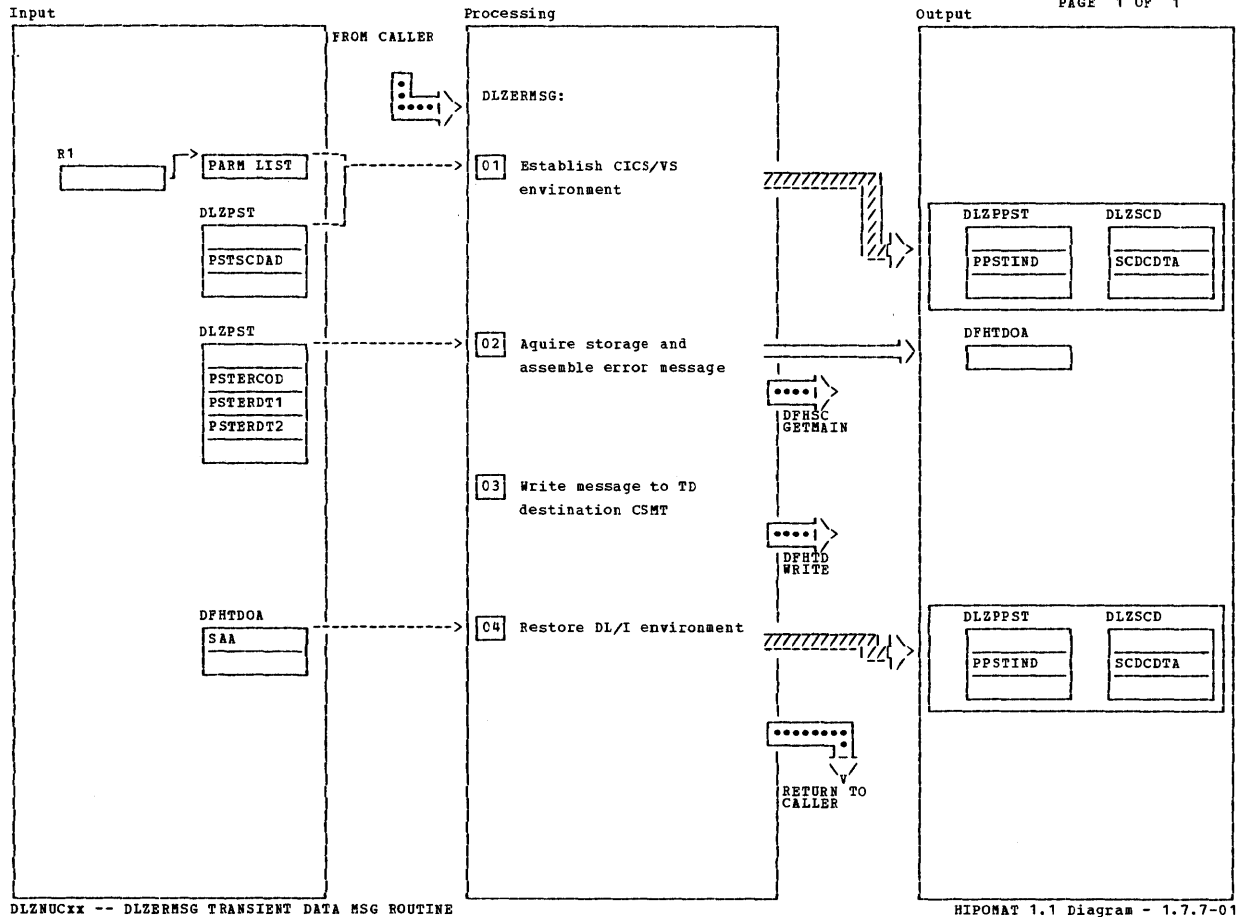 PAGE 1 OF 1
Input
Processing
Output
FROM CALLER
DLZERMSG:
R1
PARM LIST
01 Establish CICS/VS
environment
DLZPST
PSTSCDAD
DLZPPST
DLZSCD
PPSTIND
SCDCDTA
DLZPST
PSTERCOD
PSTERDT1
PSTERDT2
02 Aquire storage and
assemble error message
DFHTDOA
DFHSC
GETMAIN
03 Write message to TD
destination CSMT
DFHTD
WRITE
DFHTDOA
SAA
04 Restore DL/I environment
DLZPPST
DLZSCD
PPSTIND
SCDCDTA
RETURN TO
CALLER
DLZNUCxx -- DLZERMSG TRANSIENT DATA MSG ROUTINE
HIPOMAT 1.1 Diagram - 1.7.7-01